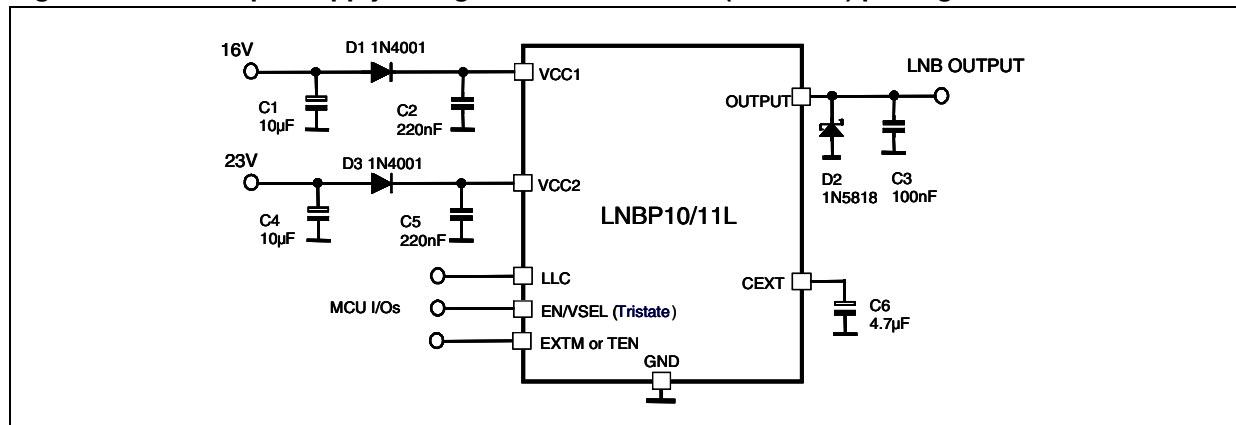 16V
D1 1N4001
VCC1
C1
10µF
C2
220nF
23V
D3 1N4001
VCC2
C4
10µF
C5
220nF
LNBP10/11L
OUTPUT
LNB OUTPUT
D2
1N5818
C3
100nF
MCU I/Os
LLC
EN/VSEL (Tristate)
EXTM or TEN
GND
CEXT
C6
4.7µF